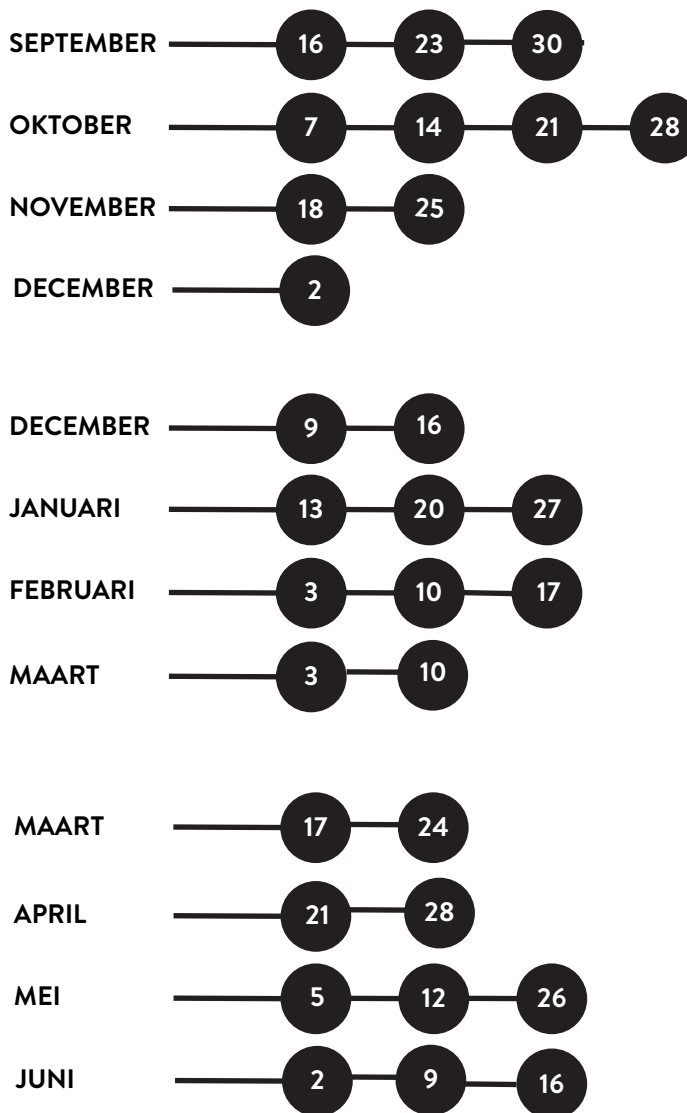 SEPTEMBER 16 23 30
OKTOBER 7 14 21 28
NOVEMBER 18 25
DECEMBER 2
DECEMBER 9 16
JANUARI 13 20 27
FEBRUARI 3 10 17
MAART 3 10
MAART 17 24
APRIL 21 28
MEI 5 12 26
JUNI 2 9 16